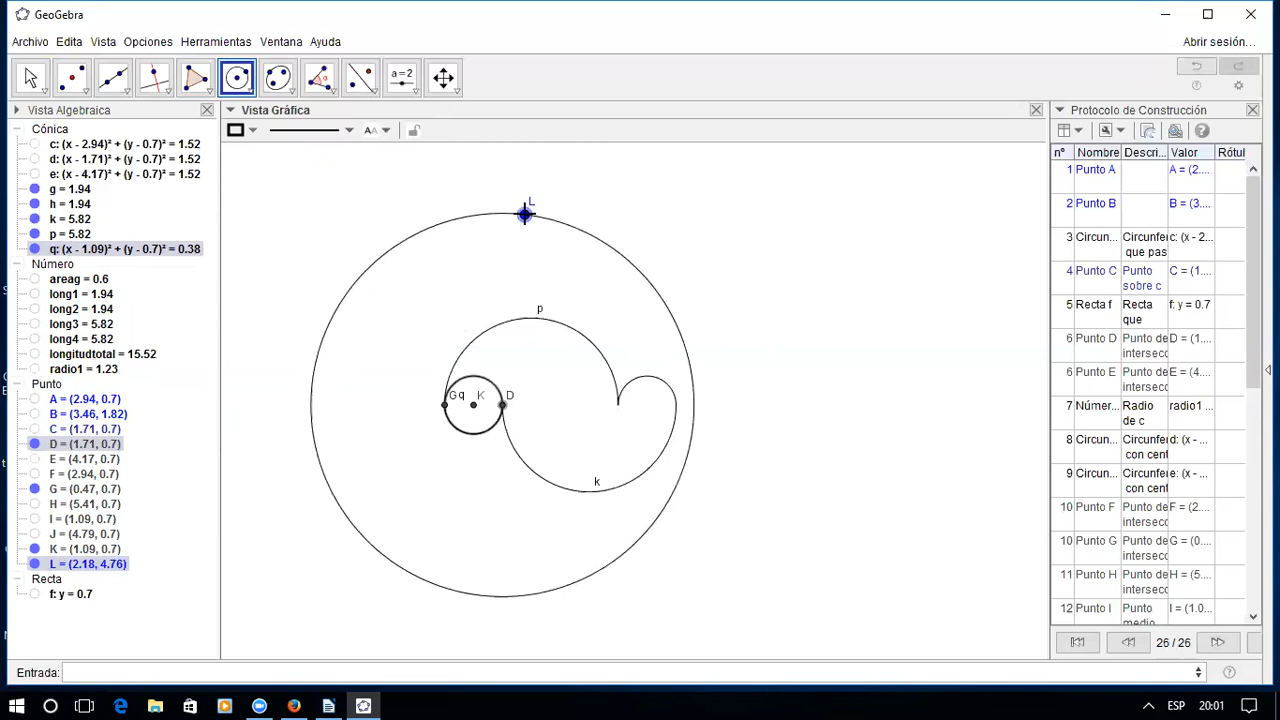 GeoGebra
Archivo Edita Vista Opciones Herramientas Ventana Ayuda
Abrir sesión...
a=2
Vista Algebraica
Vista Gráfica
Protocolo de Construcción
AA
Cónica
c: (x - 2.94)² + (y - 0.7)² = 1.52
d: (x - 1.71)² + (y - 0.7)² = 1.52
e: (x - 4.17)² + (y - 0.7)² = 1.52
g = 1.94
h = 1.94
k = 5.82
p = 5.82
q: (x - 1.09)² + (y - 0.7)² = 0.38
Número
areag = 0.6
long1 = 1.94
long2 = 1.94
long3 = 5.82
long4 = 5.82
longitudtotal = 15.52
radio1 = 1.23
Punto
A = (2.94, 0.7)
B = (3.46, 1.82)
C = (1.71, 0.7)
D = (1.71, 0.7)
E = (4.17, 0.7)
F = (2.94, 0.7)
G = (0.47, 0.7)
H = (5.41, 0.7)
I = (1.09, 0.7)
J = (4.79, 0.7)
K = (1.09, 0.7)
L = (2.18, 4.76)
Recta
f: y = 0.7
L
p
G q K D
k
nº Nombre Descri... Valor Rótul
1 Punto A A = (2....
2 Punto B B = (3....
3 Circun... Circunfer c: (x - 2...
que pas
4 Punto C Punto C = (1....
sobre c
5 Recta f Recta f: y = 0.7
que
6 Punto D Punto de D = (1....
intersecc
6 Punto E Punto de E = (4....
intersecc
7 Númer... Radio radio1 ...
de c
8 Circun... Circunfer d: (x - ...
con cent
9 Circun... Circunfer e: (x - ...
con cent
10 Punto F Punto de F = (2....
intersecc
10 Punto G Punto de G = (0....
intersecc
11 Punto H Punto de H = (5....
intersecc
12 Punto I Punto I = (1.0...
medio
26 / 26
Entrada:
ESP 20:01